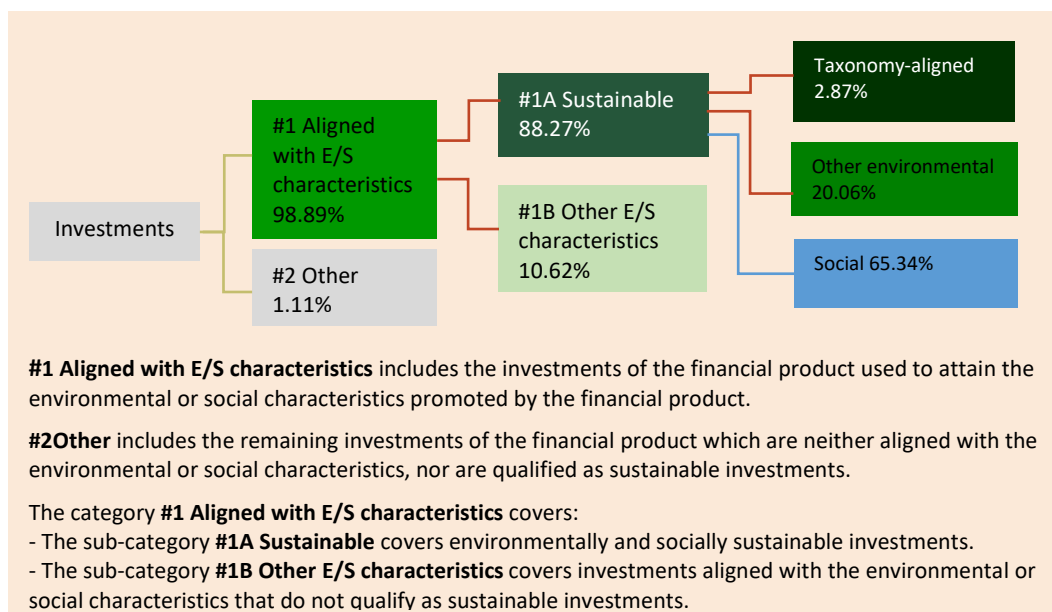 Investments
#1 Aligned
with E/S
characteristics
98.89%
#2 Other
1.11%
#1A Sustainable
88.27%
#1B Other E/S
characteristics
10.62%
Taxonomy-aligned
2.87%
Other environmental
20.06%
Social 65.34%
#1 Aligned with E/S characteristics includes the investments of the financial product used to attain the
environmental or social characteristics promoted by the financial product.
#2Other includes the remaining investments of the financial product which are neither aligned with the
environmental or social characteristics, nor are qualified as sustainable investments.
The category #1 Aligned with E/S characteristics covers:
- The sub-category #1A Sustainable covers environmentally and socially sustainable investments.
- The sub-category #1B Other E/S characteristics covers investments aligned with the environmental or
social characteristics that do not qualify as sustainable investments.